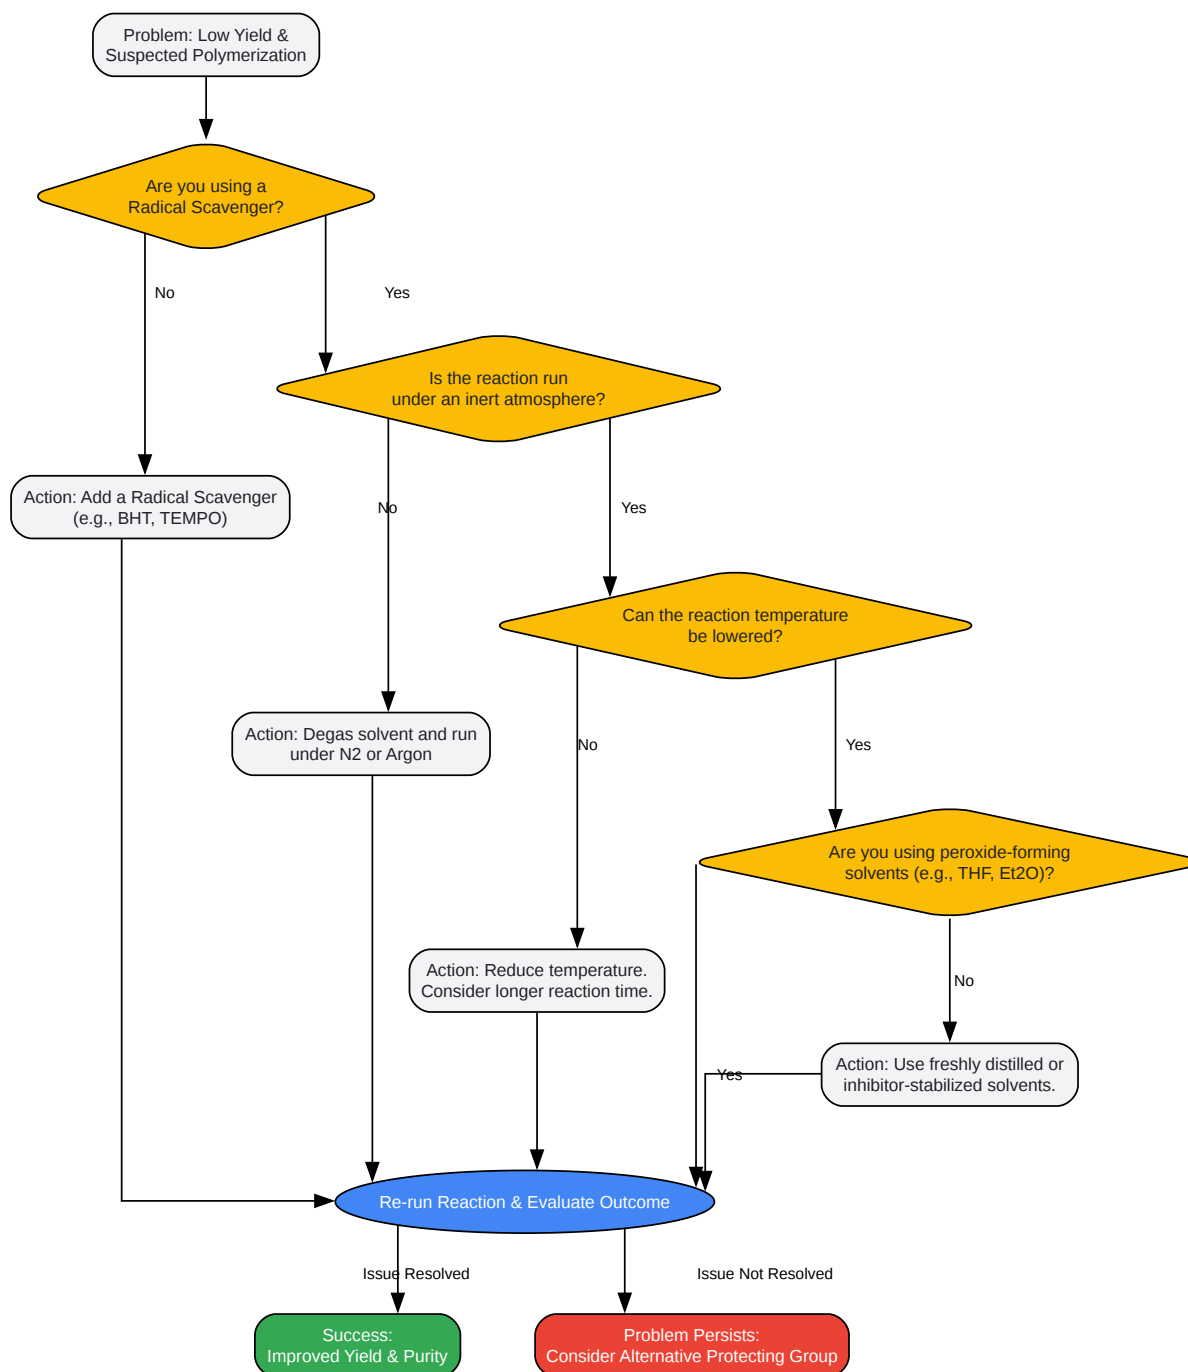 Problem: Low Yield &
Suspected Polymerization
Are you using a
Radical Scavenger?
No
Yes
Is the reaction run
under an inert atmosphere?
Action: Add a Radical Scavenger
(e.g., BHT, TEMPO)
No
Yes
Can the reaction temperature
be lowered?
Action: Degas solvent and run
under N2 or Argon
No
Yes
Are you using peroxide-forming
solvents (e.g., THF, Et2O)?
Action: Reduce temperature.
Consider longer reaction time.
No
Action: Use freshly distilled or
inhibitor-stabilized solvents.
Yes
Re-run Reaction & Evaluate Outcome
Issue Resolved
Issue Not Resolved
Success:
Improved Yield & Purity
Problem Persists:
Consider Alternative Protecting Group